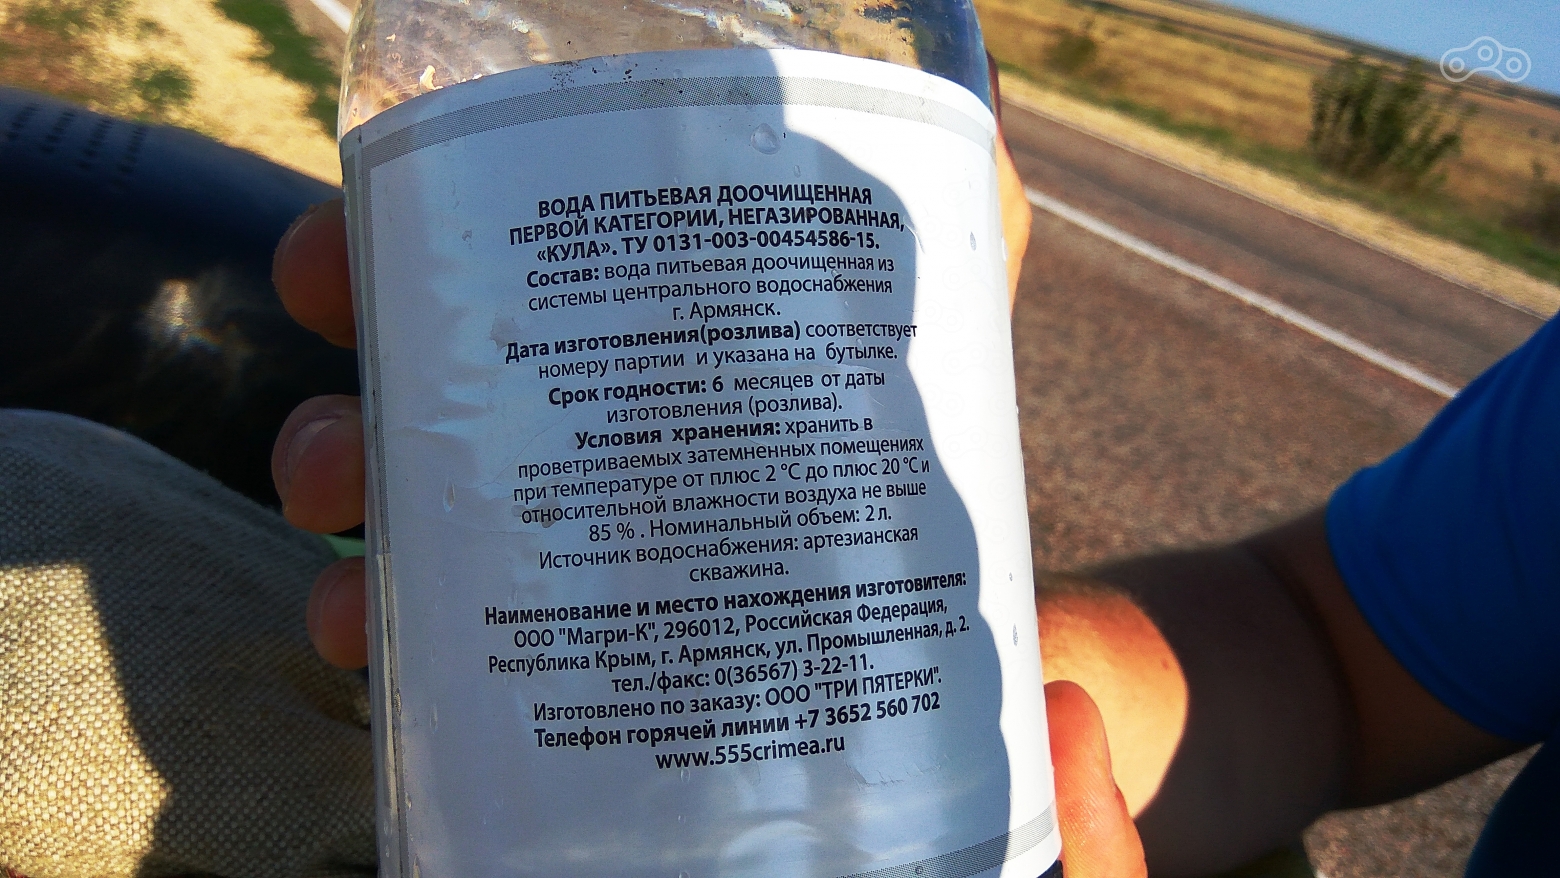 ВОДА ПИТЬЕВАЯ ДООЧИЩЕННАЯ
ПЕРВОЙ КАТЕГОРИИ, НЕГАЗИРОВАННАЯ,
«КУЛА». ТУ 0131-003-00454586-15.
Состав: вода питьевая доочищенная из
системы центрального водоснабжения
г. Армянск.
Дата изготовления(розлива) соответствует
номеру партии и указана на бутылке.
Срок годности: 6 месяцев от даты
изготовления (розлива).
Условия хранения: хранить в
проветриваемых затемненных помещениях
при температуре от плюс 2 °С до плюс 20 °С и
относительной влажности воздуха не выше
85 % . Номинальный объем: 2 л.
Источник водоснабжения: артезианская
скважина.
Наименование и место нахождения изготовителя:
ООО "Магри-К", 296012, Российская Федерация,
Республика Крым, г. Армянск, ул. Промышленная, д. 2.
тел./факс: 0(36567) 3-22-11.
Изготовлено по заказу: ООО "ТРИ ПЯТЕРКИ".
Телефон горячей линии +7 3652 560 702
www.555crimea.ru